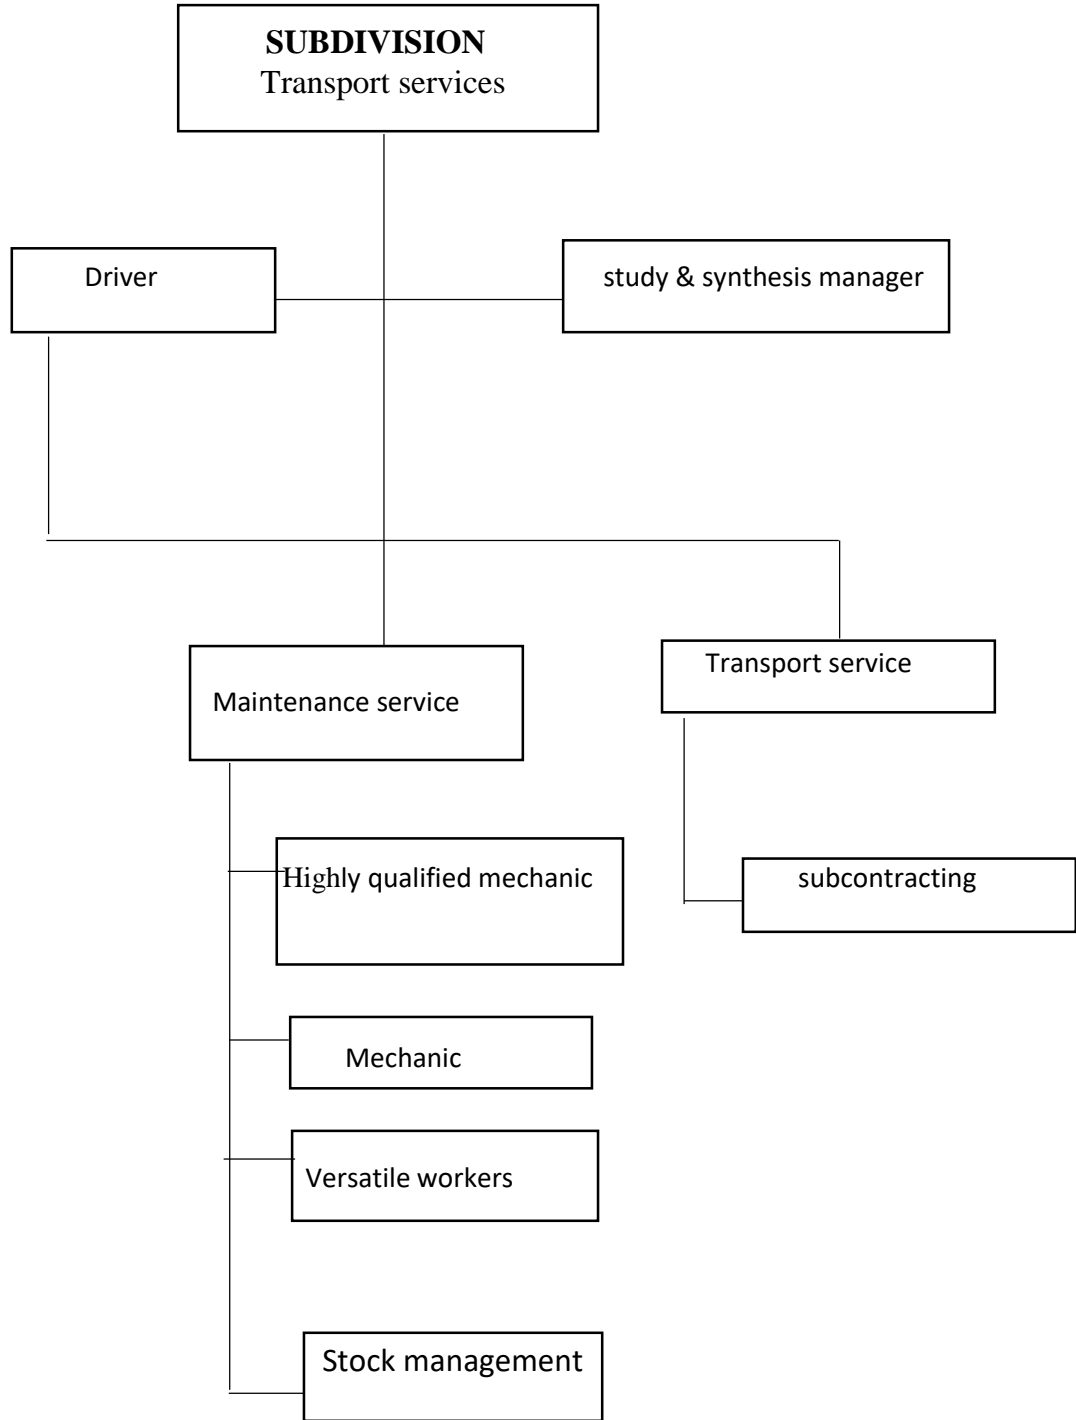 SUBDIVISION
Transport services
Driver
study & synthesis manager
Maintenance service
Transport service
Highly qualified mechanic
subcontracting
Mechanic
Versatile workers
Stock management